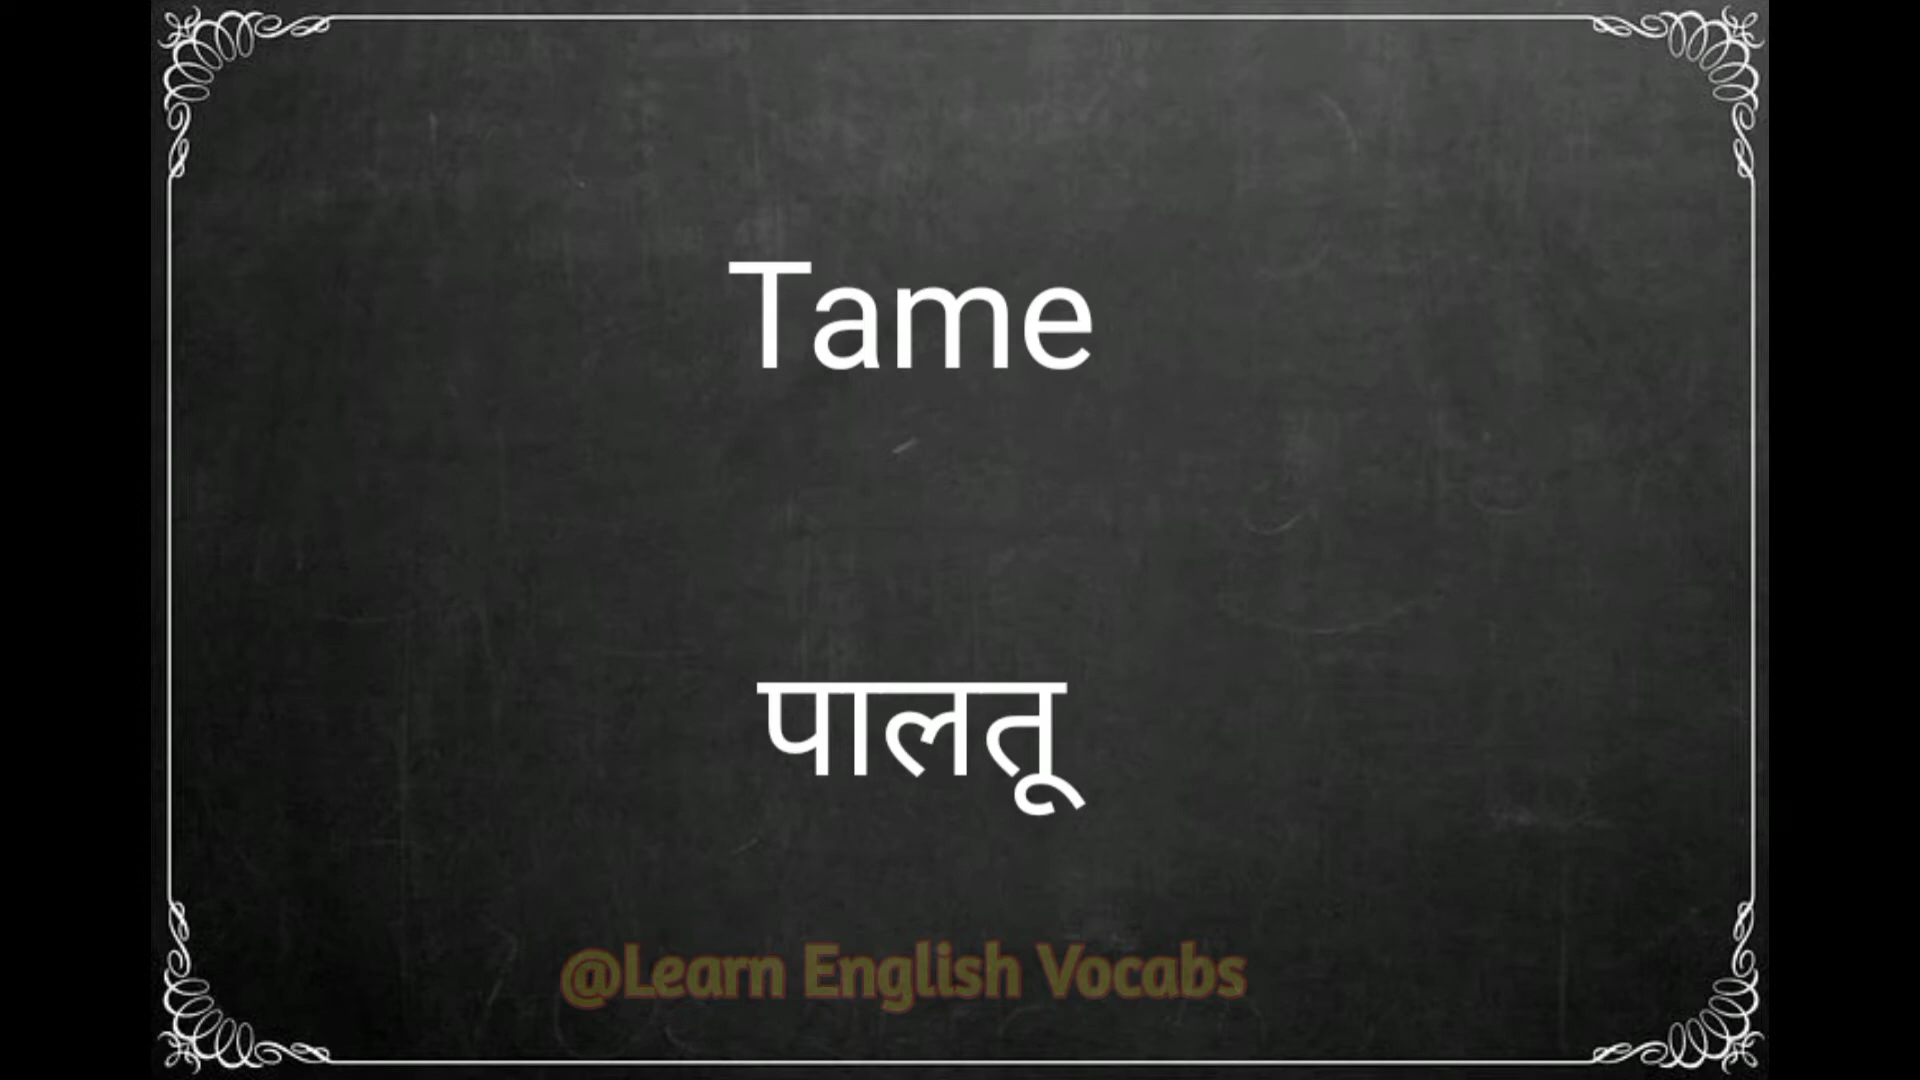 Tame
पालतू
@Learn English Vocabs